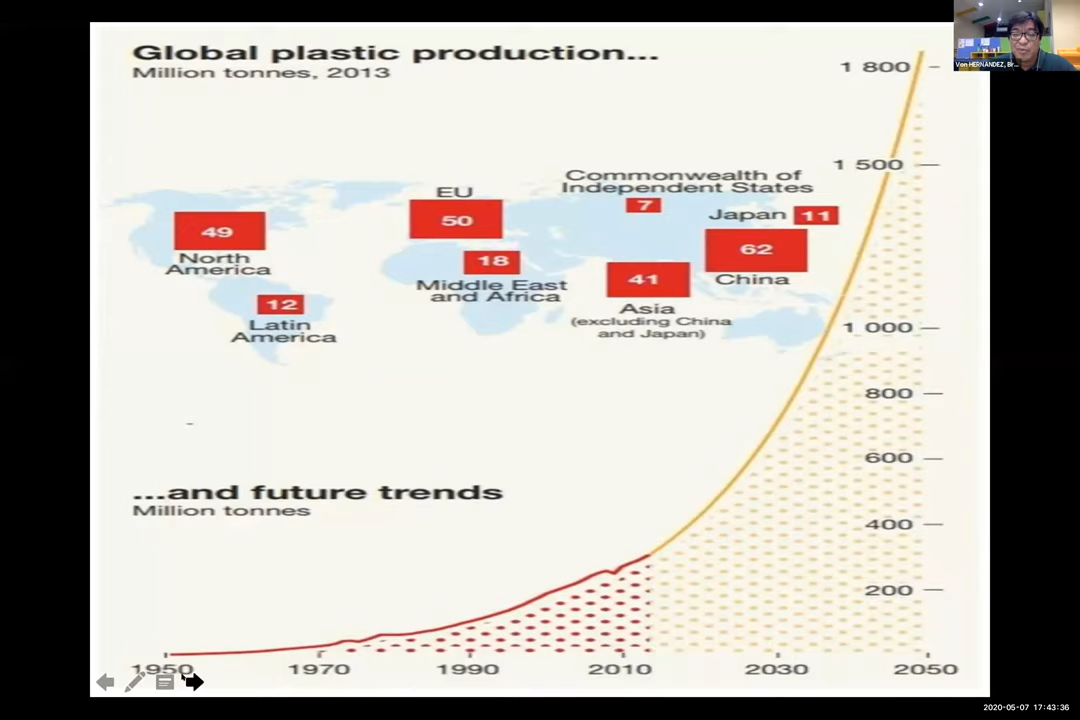 Global plastic production...
Million tonnes, 2013
1 800
1 500
Commonwealth of
Independent States
7
EU
50
Japan 11
49
North
America
62
China
18
Middle East
and Africa
41
Asia
(excluding China
and Japan)
12
Latin
America
1 000
800
600
...and future trends
Million tonnes
400
200
1950 1970 1990 2010 2030 2050
Von HERNANDEZ, Br...
2020-05-07 17:43:36